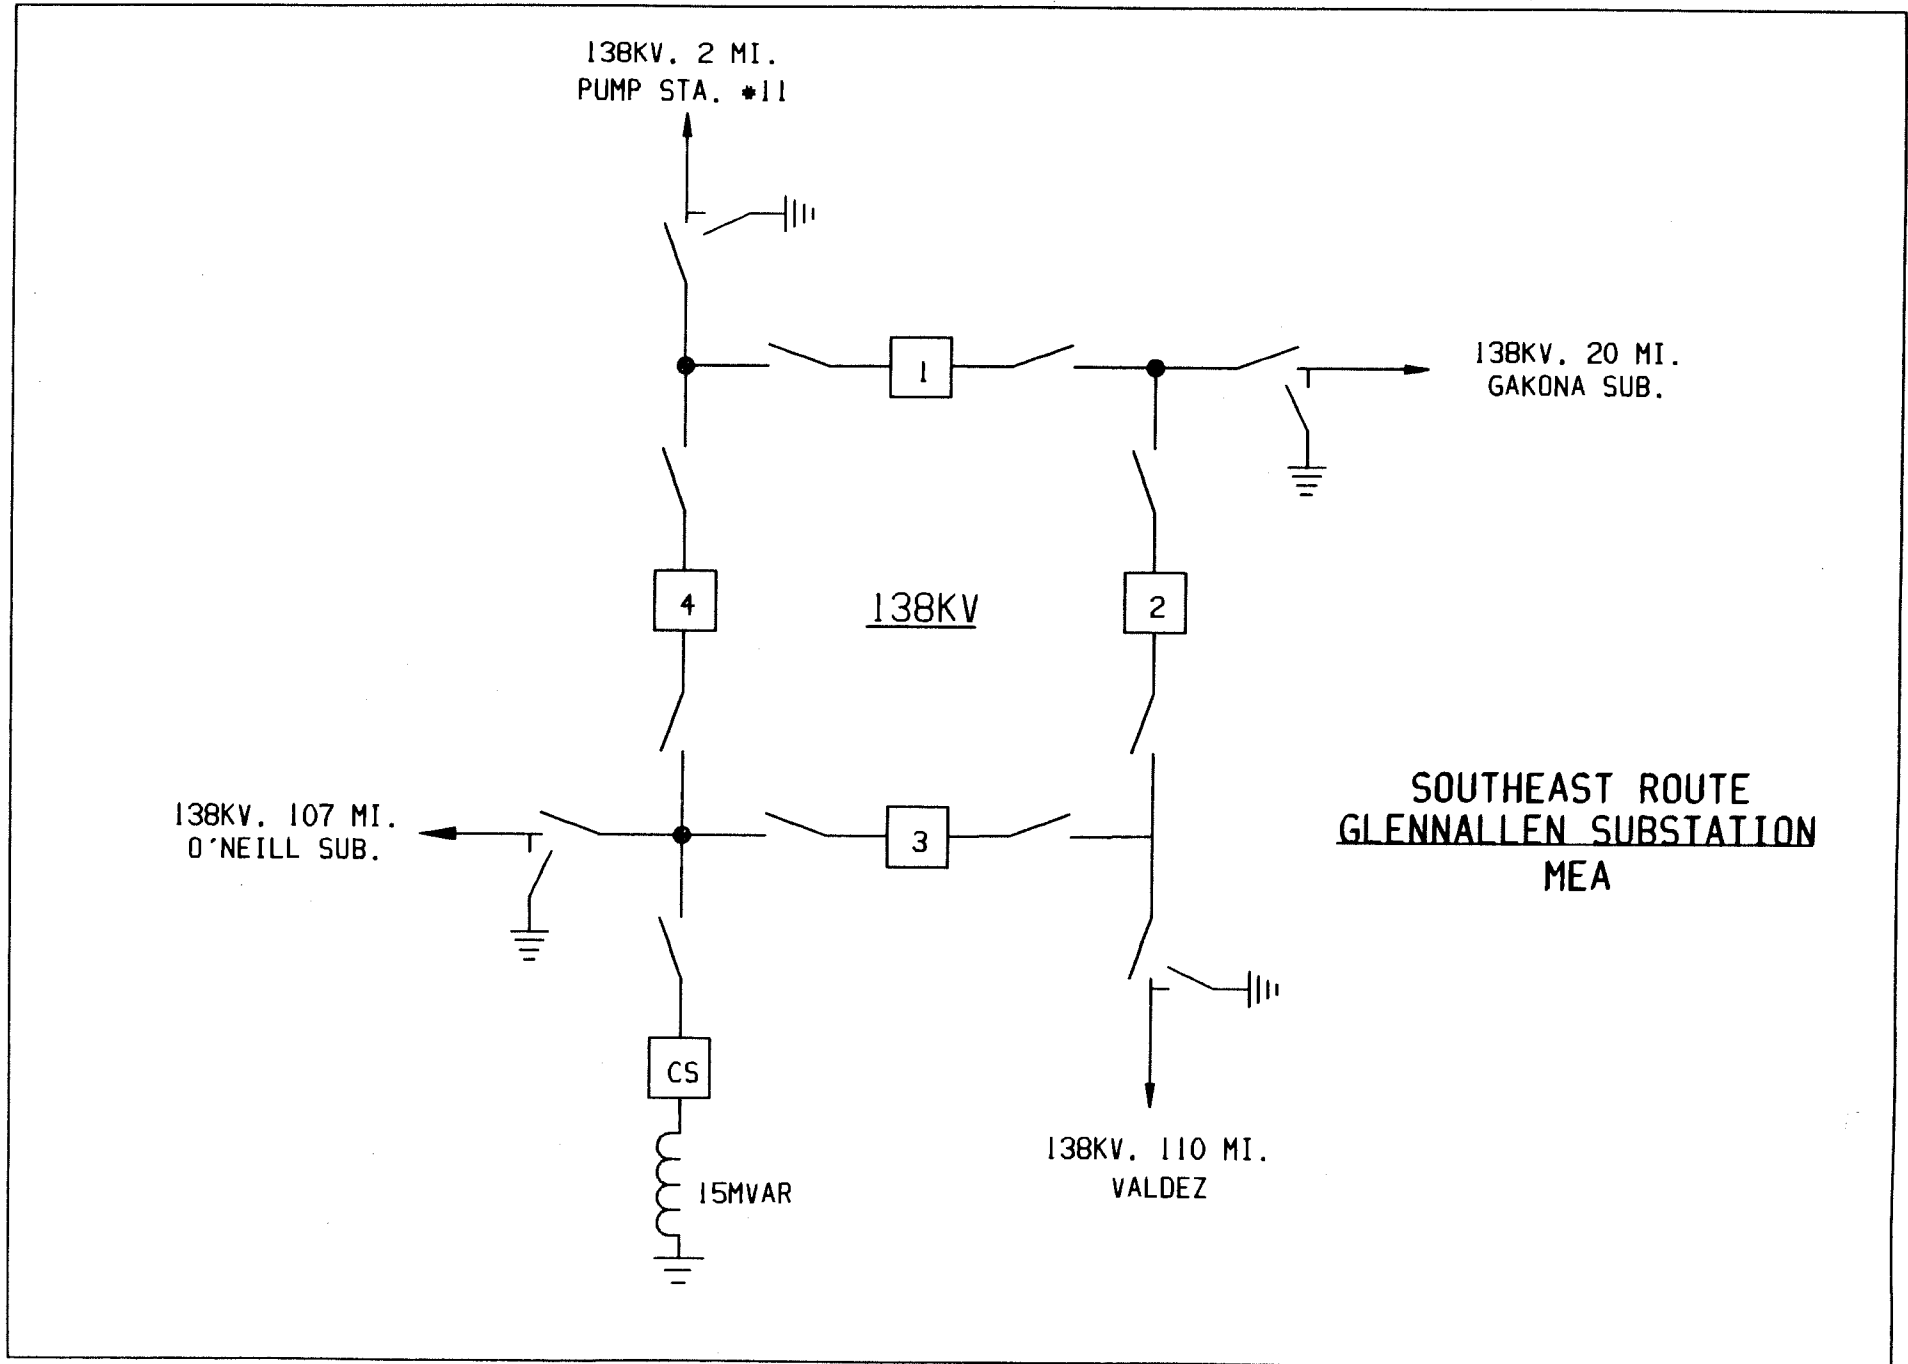 138KV. 2 MI.
PUMP STA. #11
138KV. 20 MI.
GAKONA SUB.
1
4
138KV
2
138KV. 107 MI.
O'NEILL SUB.
3
SOUTHEAST ROUTE
GLENNALLEN SUBSTATION
MEA
CS
15MVAR
138KV. 110 MI.
VALDEZ